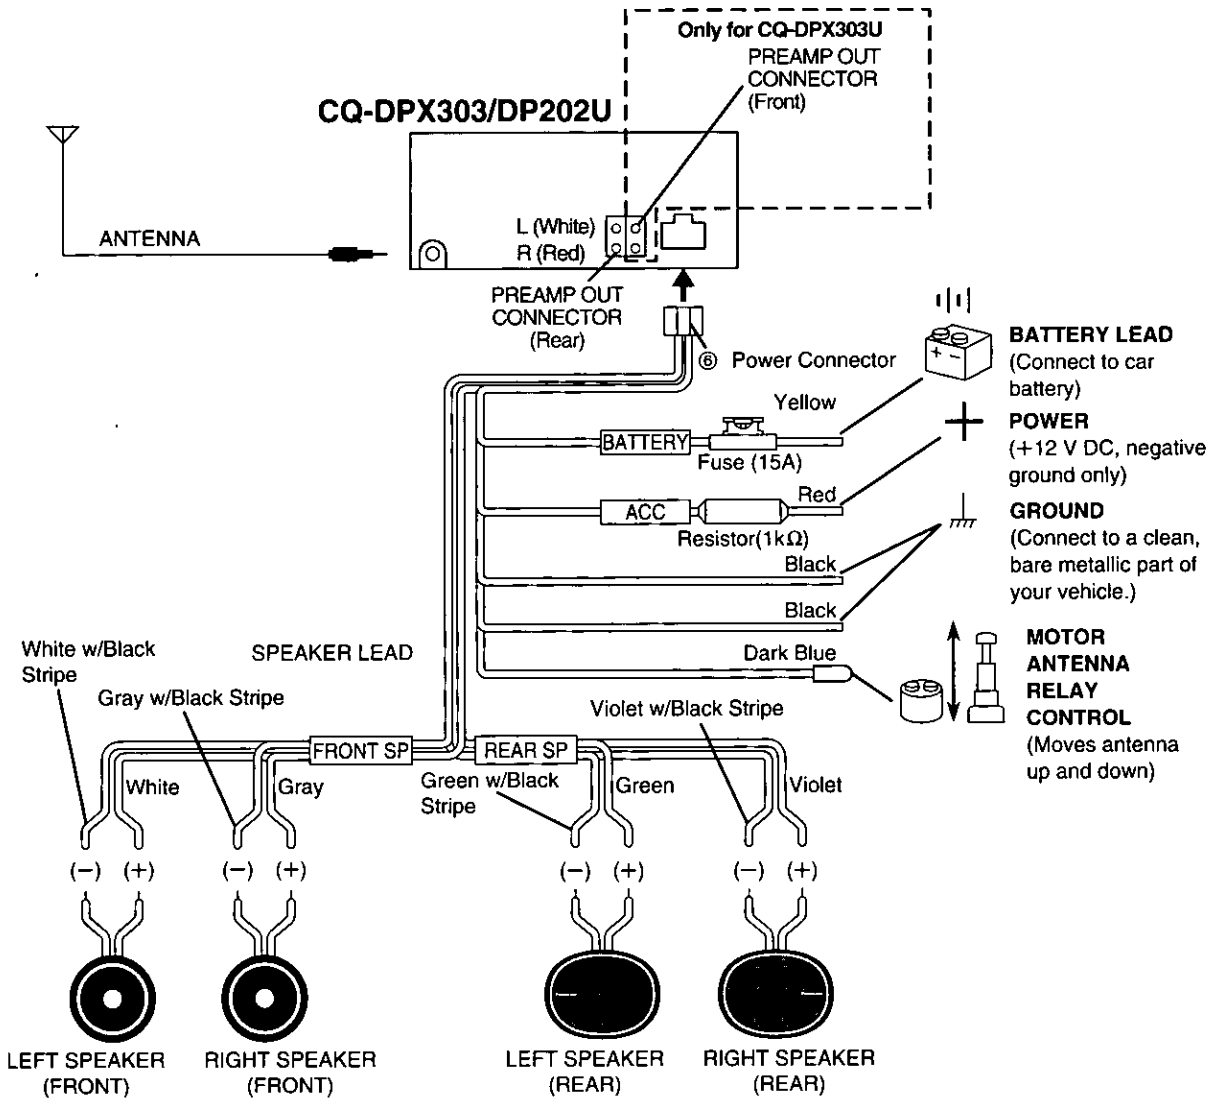 Only for CQ-DPX303U
PREAMP OUT
CONNECTOR
(Front)
CQ-DPX303/DP202U
L (White)
R (Red)
ANTENNA
PREAMP OUT
CONNECTOR
(Rear)
⑥ Power Connector
BATTERY LEAD
(Connect to car
battery)
Yellow
BATTERY
Fuse (15A)
+ −
POWER
(+12 V DC, negative
ground only)
Red
ACC
Resistor(1kΩ)
GROUND
(Connect to a clean,
bare metallic part of
your vehicle.)
Black
Black
Dark Blue
MOTOR
ANTENNA
RELAY
CONTROL
(Moves antenna
up and down)
SPEAKER LEAD
White w/Black
Stripe
Gray w/Black Stripe
Violet w/Black Stripe
FRONT SP
REAR SP
White
Gray
Green w/Black
Stripe
Green
Violet
(−) (+)
(−) (+)
(−) (+)
(−) (+)
LEFT SPEAKER
(FRONT)
RIGHT SPEAKER
(FRONT)
LEFT SPEAKER
(REAR)
RIGHT SPEAKER
(REAR)